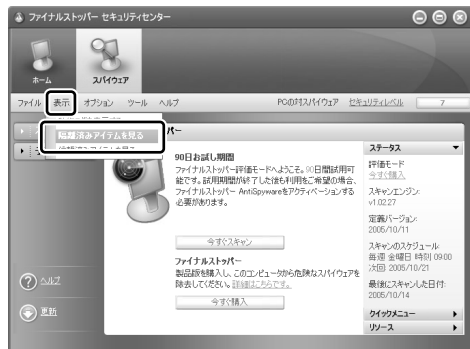 ファイナルストッパー セキュリティセンター
ホーム
スパイウェア
ファイル 表示 オプション ツール ヘルプ
PCの対スパイウェア セキュリティレベル 7
隔離済みアイテムを見る
パー
90日お試し期間
ファイナルストッパー評価モードへようこそ。90日間試用可
能です。試用期間が終了した後も利用をご希望の場合、
ファイナルストッパー AntiSpywareをアクティベーションする
必要があります。
今すぐスキャン
ファイナルストッパー
製品版を購入し、このコンピュータから危険なスパイウェアを
除去してください。詳細はこちらです。
今すぐ購入
ヘルプ
更新
ステータス
評価モード
今すぐ購入
スキャンエンジン:
v1.02.27
定義バージョン:
2005/10/11
スキャンのスケジュール
毎週 金曜日 時刻 09:00
次回 2005/10/21
最後にスキャンした日付:
2005/10/14
クイックメニュー
リソース